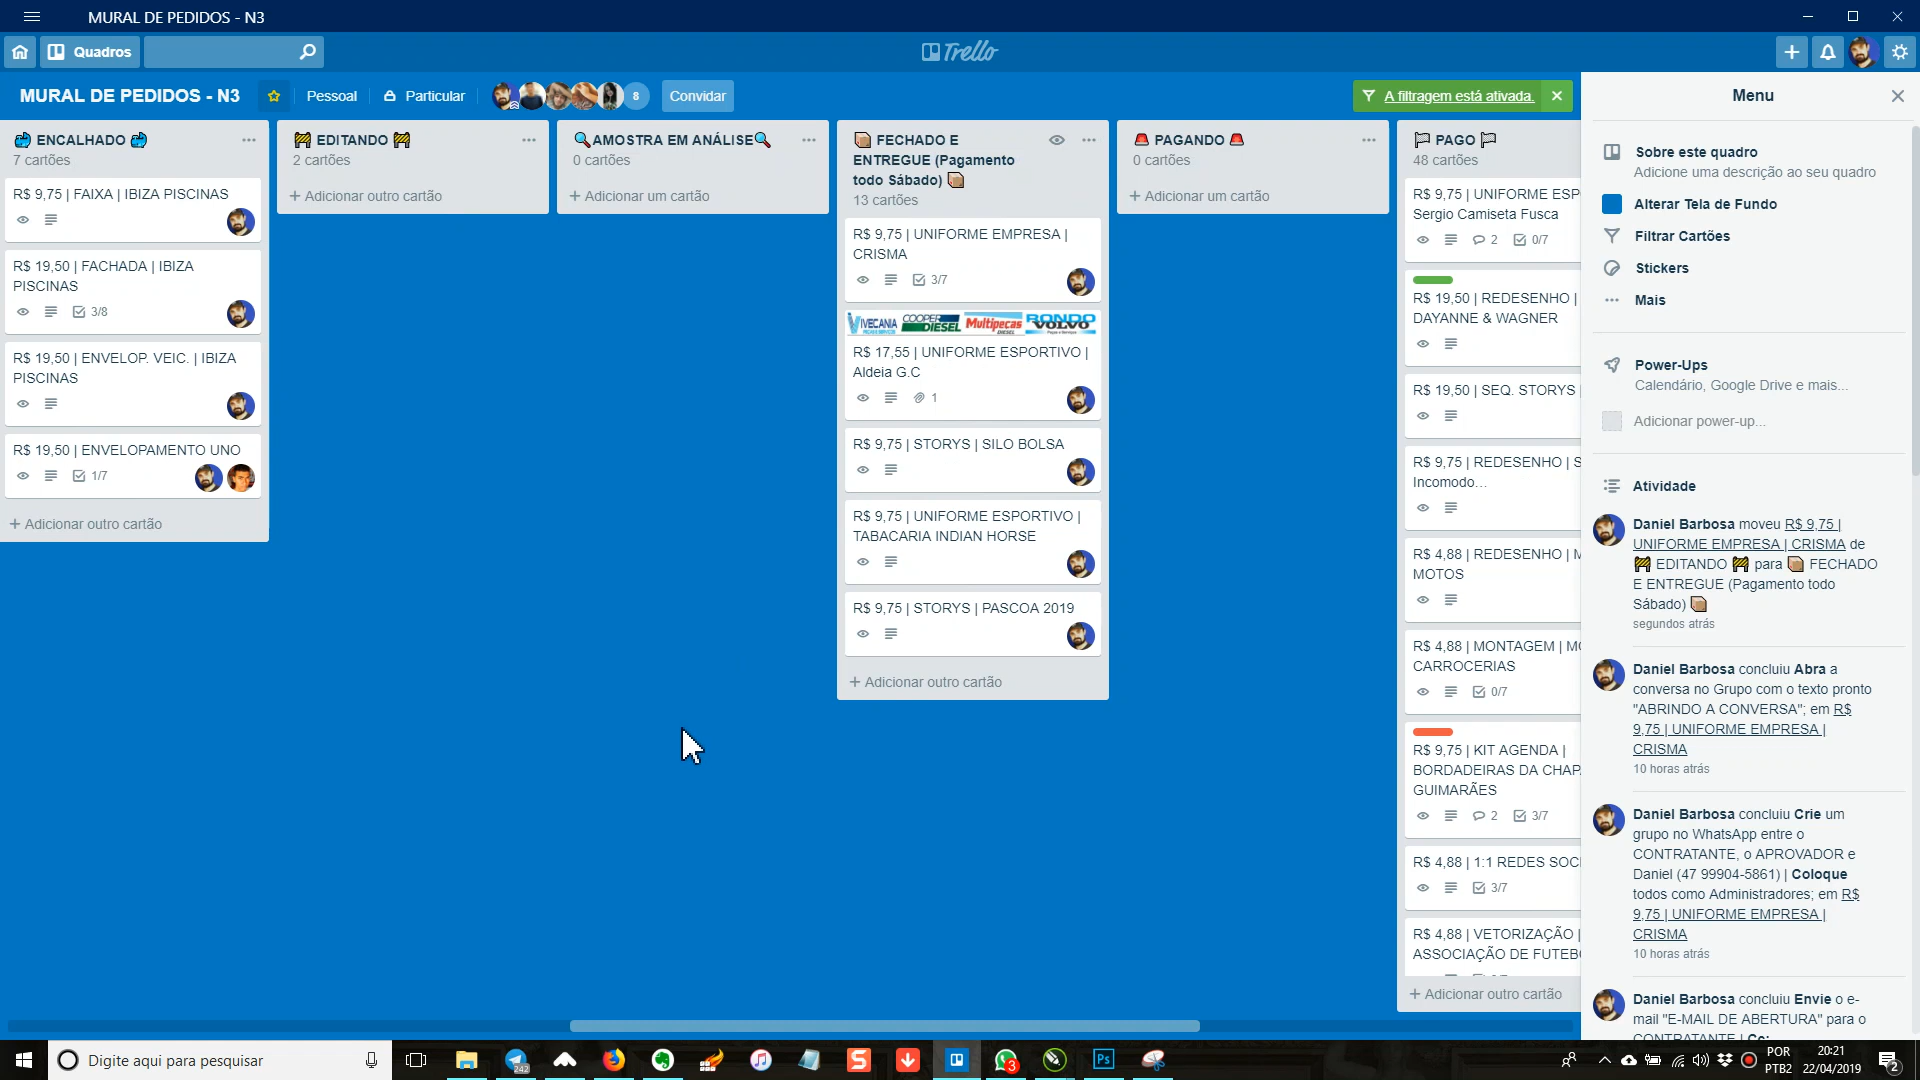 MURAL DE PEDIDOS - N3
Quadros
Trello
MURAL DE PEDIDOS - N3
Pessoal
Particular
8
Convidar
A filtragem está ativada.
ENCALHADO
7 cartões
R$ 9,75 | FAIXA | IBIZA PISCINAS
R$ 19,50 | FACHADA | IBIZA
PISCINAS
3/8
R$ 19,50 | ENVELOP. VEIC. | IBIZA
PISCINAS
R$ 19,50 | ENVELOPAMENTO UNO
1/7
+ Adicionar outro cartão
EDITANDO
2 cartões
+ Adicionar outro cartão
AMOSTRA EM ANÁLISE
0 cartões
+ Adicionar um cartão
FECHADO E
ENTREGUE (Pagamento
todo Sábado)
13 cartões
R$ 9,75 | UNIFORME EMPRESA |
CRISMA
3/7
VIVECANIA COOPER DIESEL Multipecas DIESEL RONDO VOLVO
R$ 17,55 | UNIFORME ESPORTIVO |
Aldeia G.C
1
R$ 9,75 | STORYS | SILO BOLSA
R$ 9,75 | UNIFORME ESPORTIVO |
TABACARIA INDIAN HORSE
R$ 9,75 | STORYS | PASCOA 2019
+ Adicionar outro cartão
PAGANDO
0 cartões
+ Adicionar um cartão
PAGO
48 cartões
R$ 9,75 | UNIFORME ESP
Sergio Camiseta Fusca
2 0/7
R$ 19,50 | REDESENHO |
DAYANNE & WAGNER
R$ 19,50 | SEQ. STORYS |
R$ 9,75 | REDESENHO | S
Incomodo…
R$ 4,88 | REDESENHO | M
MOTOS
R$ 4,88 | MONTAGEM | MO
CARROCERIAS
0/7
R$ 9,75 | KIT AGENDA |
BORDADEIRAS DA CHAP
GUIMARÃES
2 3/7
R$ 4,88 | 1:1 REDES SOC
3/7
R$ 4,88 | VETORIZAÇÃO |
ASSOCIAÇÃO DE FUTEB
+ Adicionar outro cartão
Menu
Sobre este quadro
Adicione uma descrição ao seu quadro
Alterar Tela de Fundo
Filtrar Cartões
Stickers
Mais
Power-Ups
Calendário, Google Drive e mais...
Adicionar power-up...
Atividade
Daniel Barbosa moveu R$ 9,75 |
UNIFORME EMPRESA | CRISMA de
EDITANDO para FECHADO
E ENTREGUE (Pagamento todo
Sábado)
segundos atrás
Daniel Barbosa concluiu Abra a
conversa no Grupo com o texto pronto
"ABRINDO A CONVERSA"; em R$
9,75 | UNIFORME EMPRESA |
CRISMA
10 horas atrás
Daniel Barbosa concluiu Crie um
grupo no WhatsApp entre o
CONTRATANTE, o APROVADOR e
Daniel (47 99904-5861) | Coloque
todos como Administradores; em R$
9,75 | UNIFORME EMPRESA |
CRISMA
10 horas atrás
Daniel Barbosa concluiu Envie o e-
mail "E-MAIL DE ABERTURA" para o
CONTRATANTE | Cc:
Digite aqui para pesquisar
242
3
Ps
POR
PTB2
20:21
22/04/2019
2